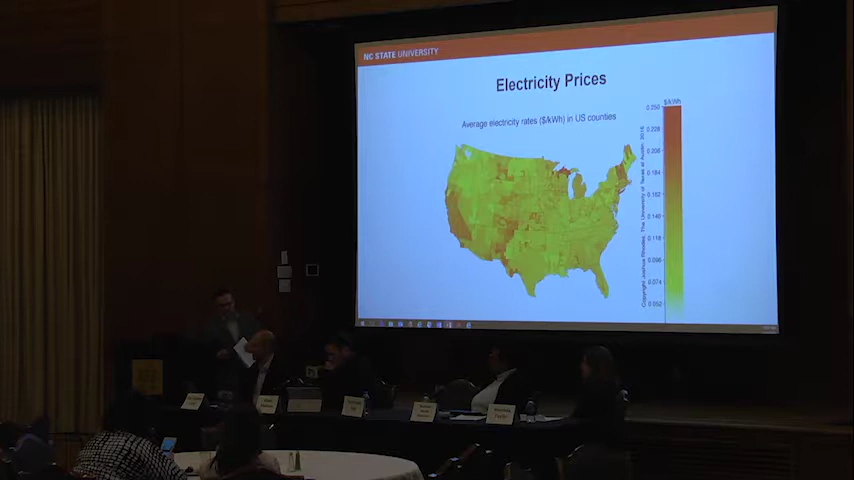 NC STATE UNIVERSITY
Electricity Prices
Average electricity rates ($/kWh) in US counties
$/kWh
0.250
0.228
0.206
0.184
0.162
0.140
0.118
0.096
0.074
0.052
Copyright Joshua Rhodes, The University of Texas at Austin, 2015